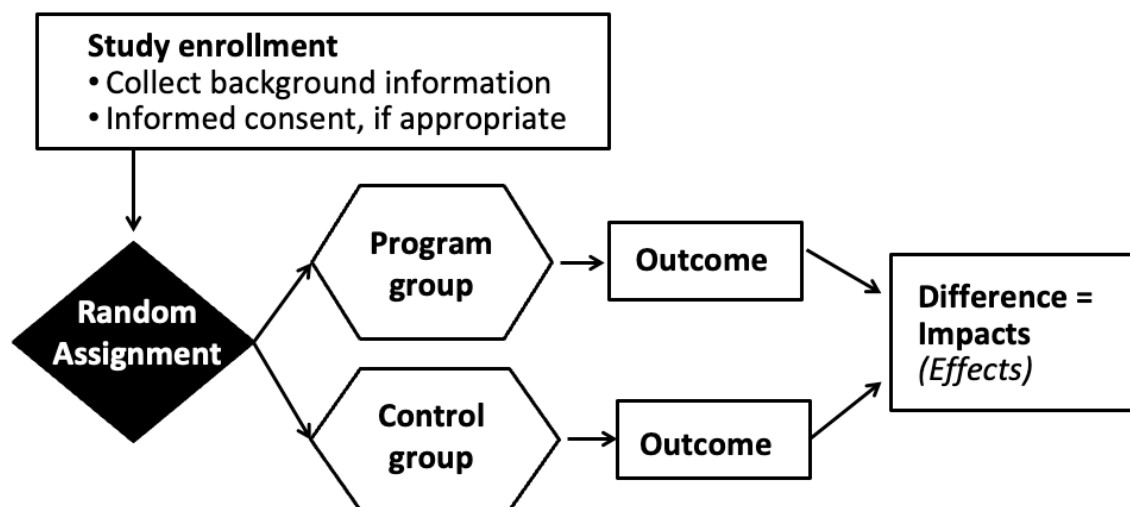 Study enrollment
• Collect background information
• Informed consent, if appropriate
Random
Assignment
Program
group
Outcome
Control
group
Outcome
Difference =
Impacts
(Effects)